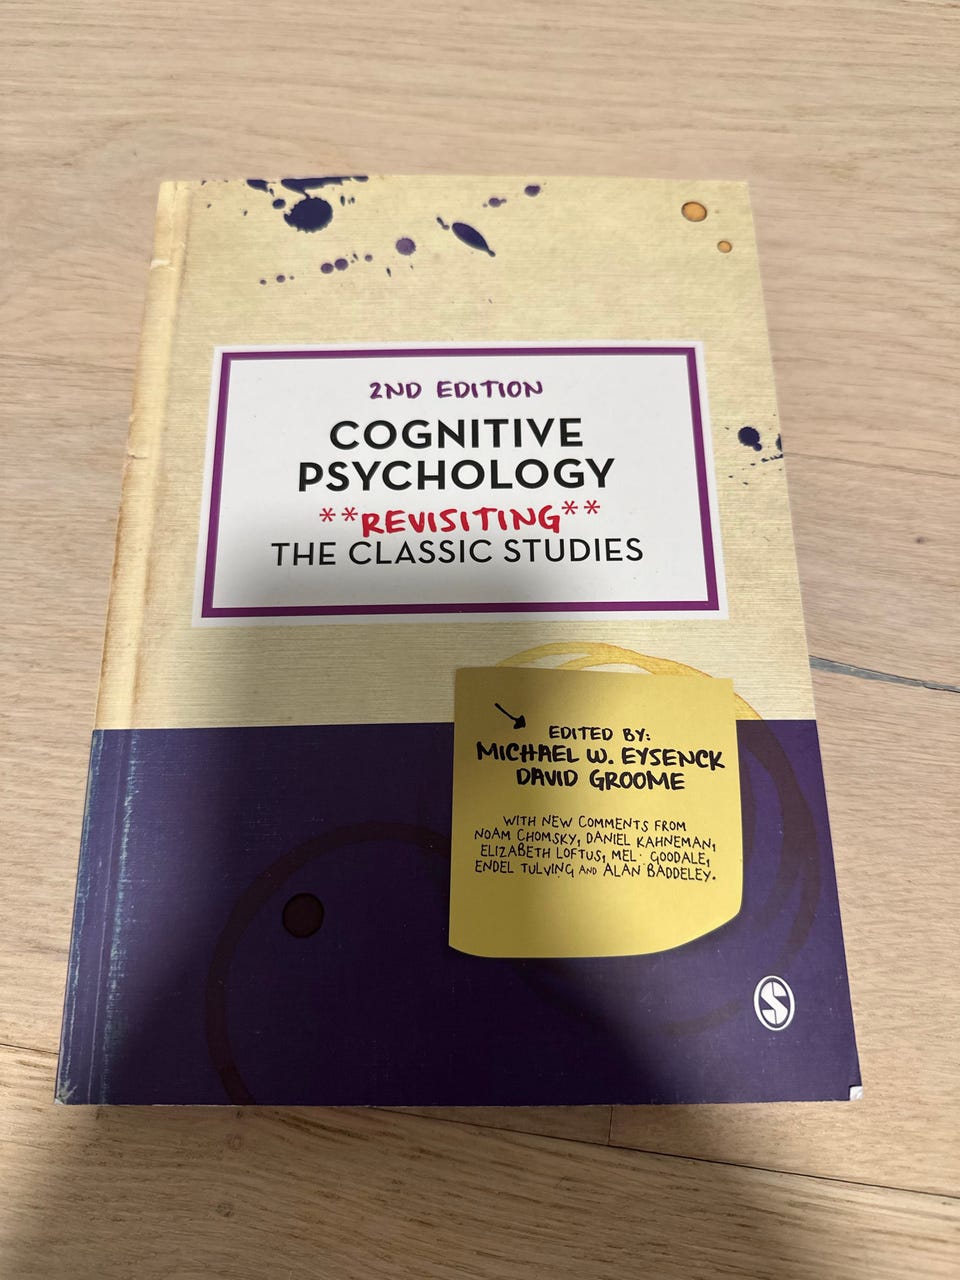 2ND EDITION
COGNITIVE
PSYCHOLOGY
**REVISITING**
THE CLASSIC STUDIES
EDITED BY:
MICHAEL W. EYSENCK
DAVID GROOME
WITH NEW COMMENTS FROM
NOAM CHOMSKY, DANIEL KAHNEMAN,
ELIZABETH LOFTUS, MEL GOODALE,
ENDEL TULVING AND ALAN BADDELEY.
S